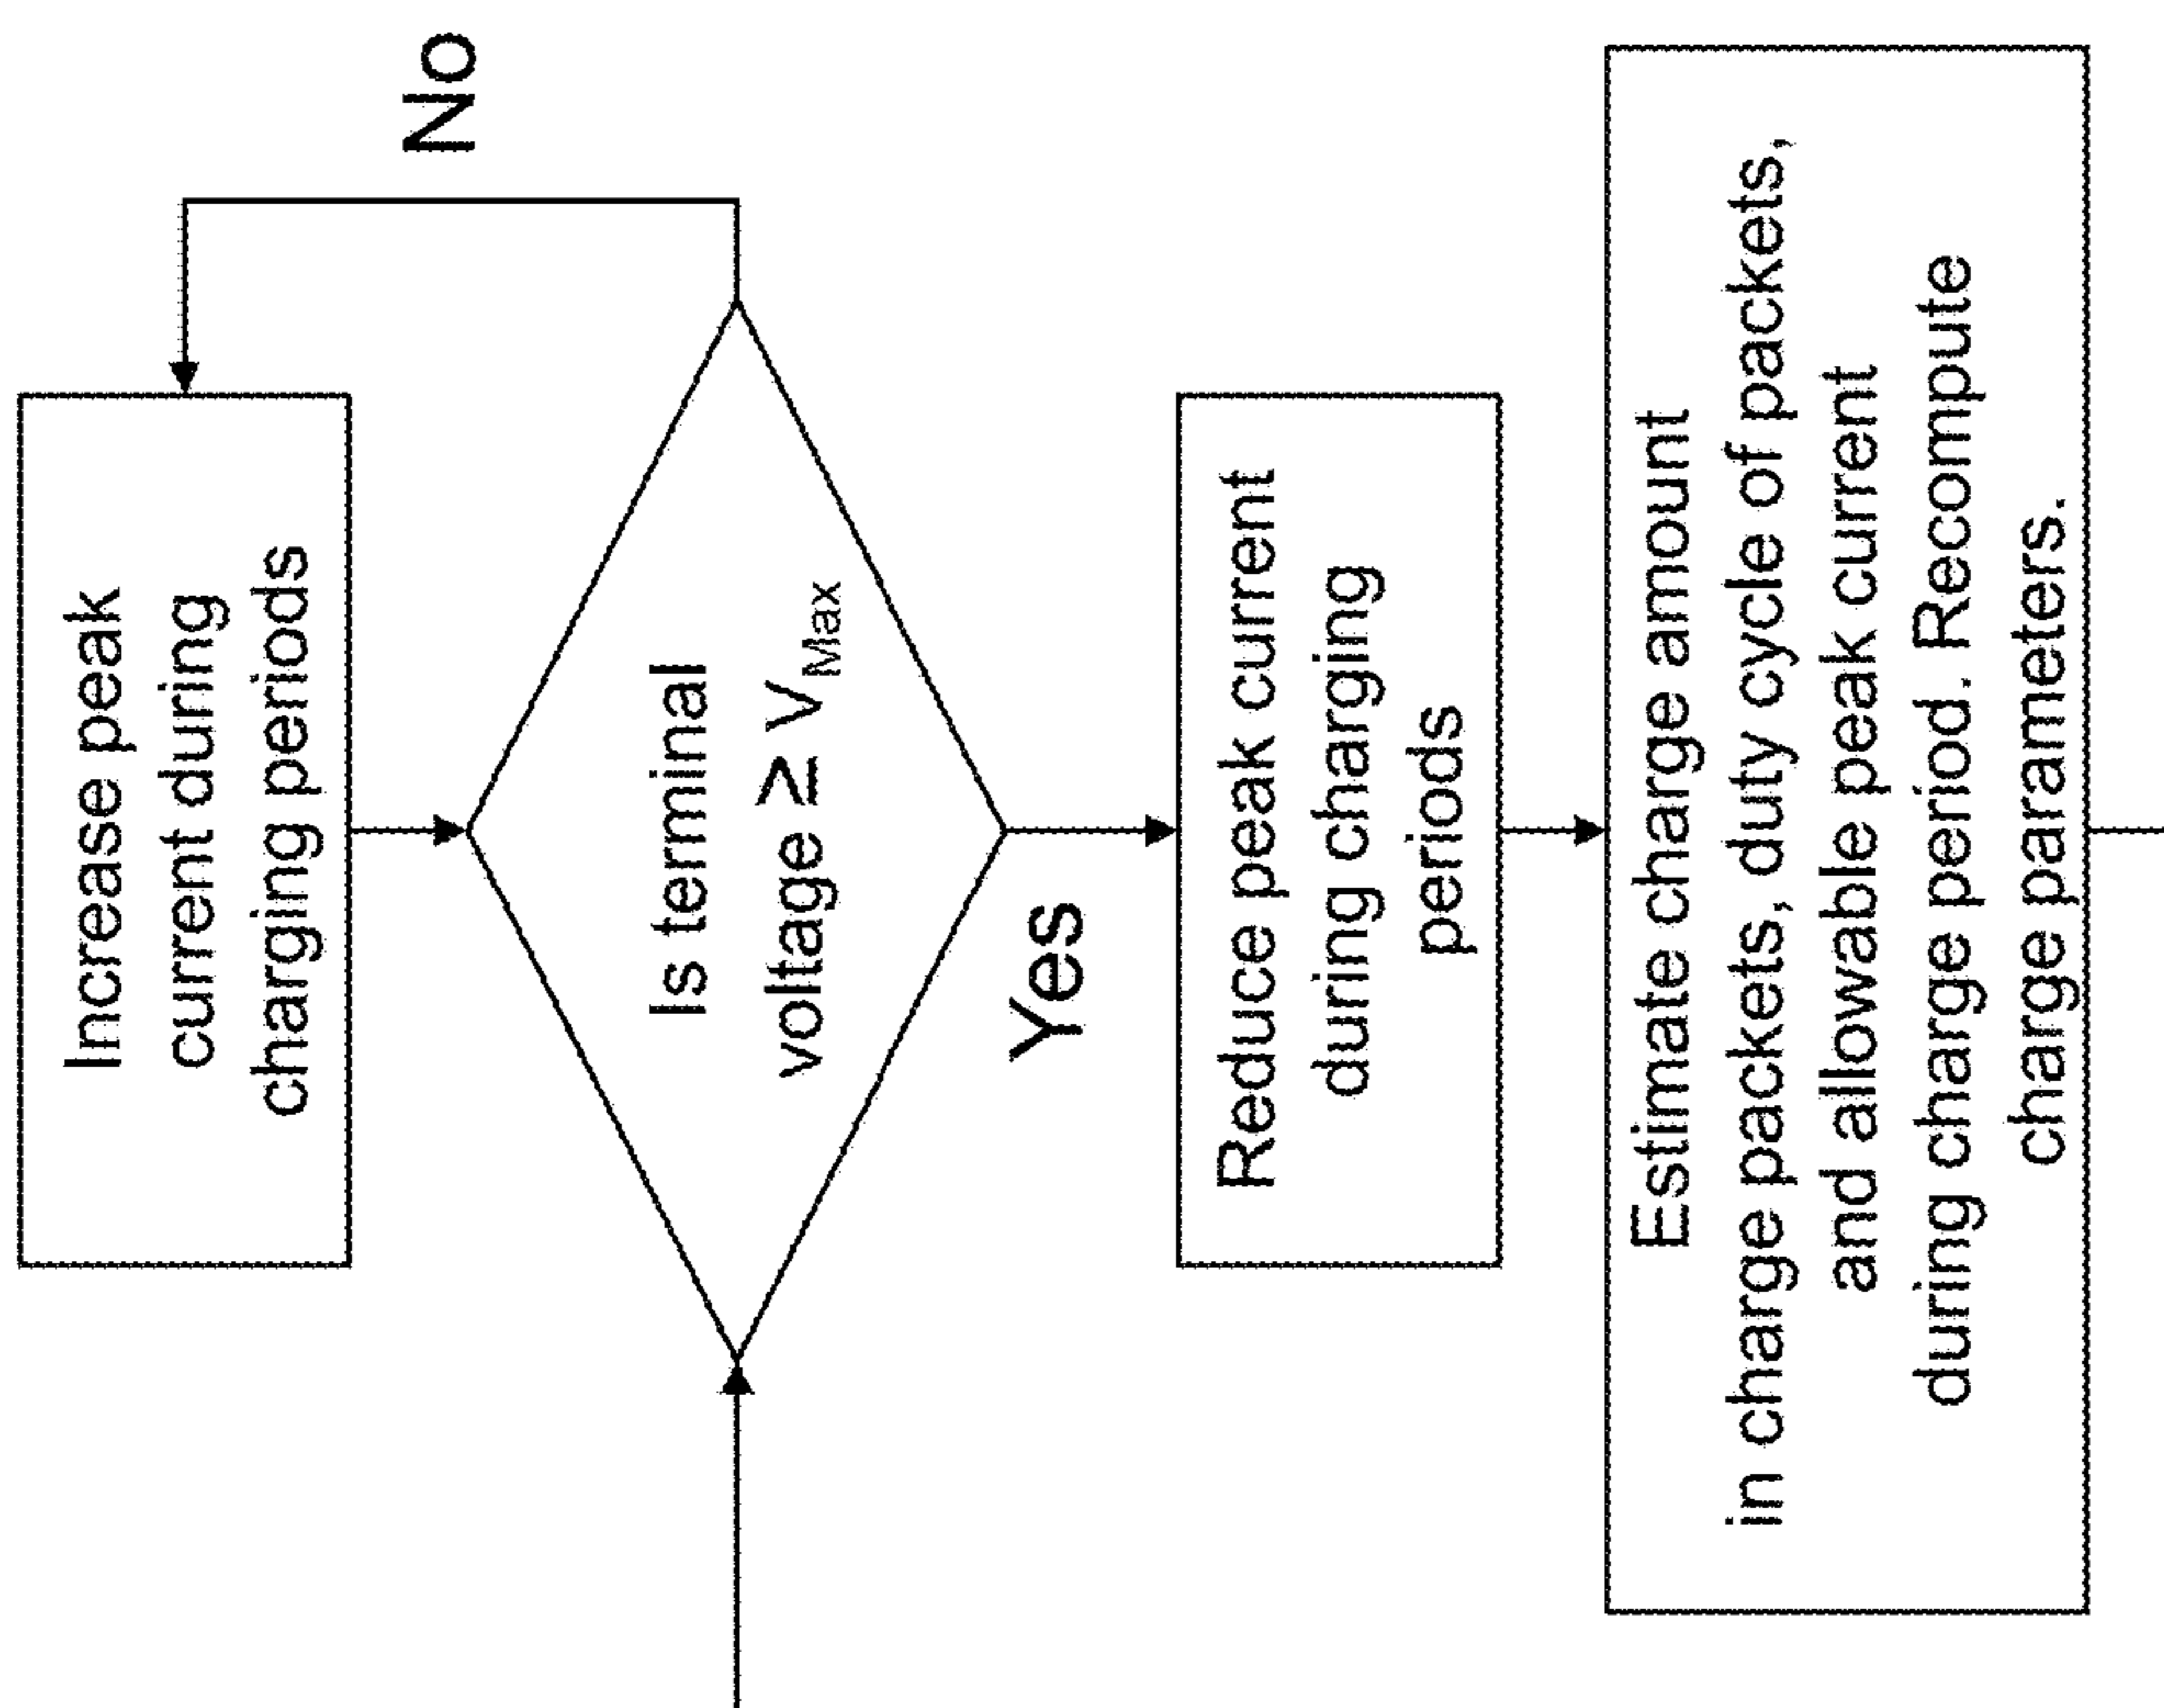 Increase peak
current during
charging periods
No
Is terminal
voltage ≥ VMax
Yes
Reduce peak current
during charging
periods
Estimate charge amount
in charge packets, duty cycle of packets,
and allowable peak current
during charge period. Recompute
charge parameters.